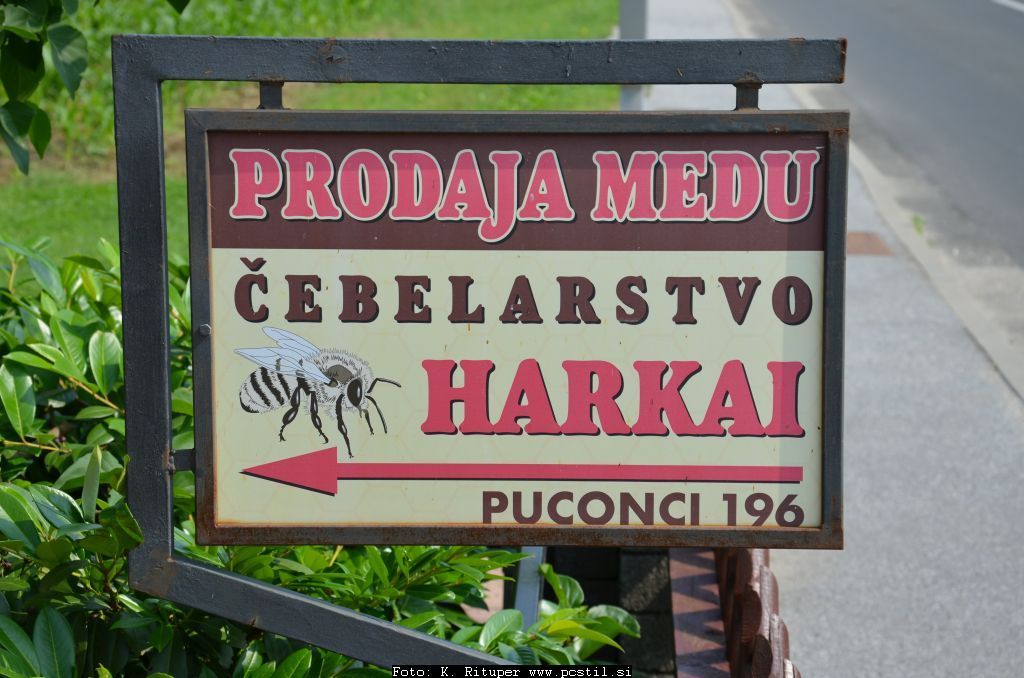 PRODAJA MEDU
ČEBELARSTVO
HARKAI
PUCONCI 196
Foto: K. Rituper www.pcstil.si